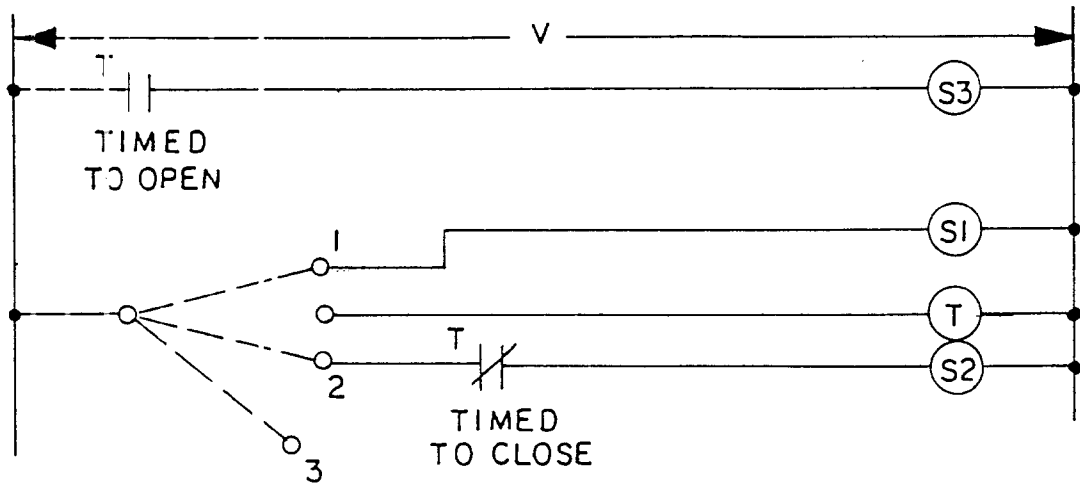 V
T
S3
TIMED
TO OPEN
1
S1
T
T
2
S2
TIMED
TO CLOSE
3